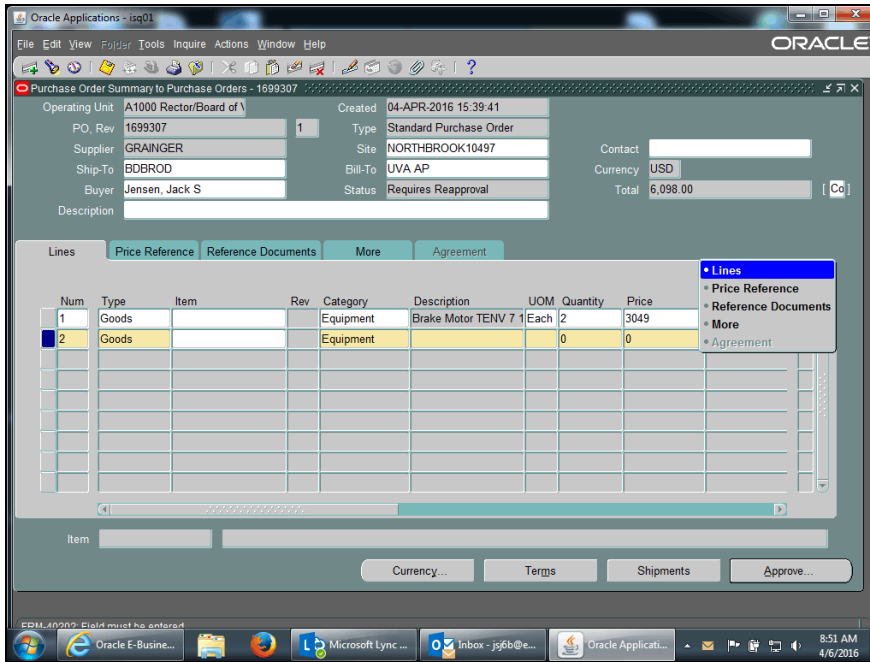 Oracle Applications - isq01
File Edit View Folder Tools Inquire Actions Window Help
ORACLE
Purchase Order Summary to Purchase Orders - 1699307
Operating Unit A1000 Rector/Board of V Created 04-APR-2016 15:39:41
PO, Rev 1699307 1 Type Standard Purchase Order
Supplier GRAINGER Site NORTHBROOK10497 Contact
Ship-To BDBROD Bill-To UVA AP Currency USD
Buyer Jensen, Jack S Status Requires Reapproval Total 6,098.00 [ Co ]
Description
Lines Price Reference Reference Documents More Agreement
Lines
Price Reference
Reference Documents
More
Agreement
Num Type Item Rev Category Description UOM Quantity Price
1 Goods Equipment Brake Motor TENV 7 1 Each 2 3049
2 Goods Equipment 0 0
Item
Currency... Terms Shipments Approve...
FRM-40202: Field must be entered
Oracle E-Busine... Microsoft Lync ... Inbox - jsj6b@e... Oracle Applicati... 8:51 AM
4/6/2016